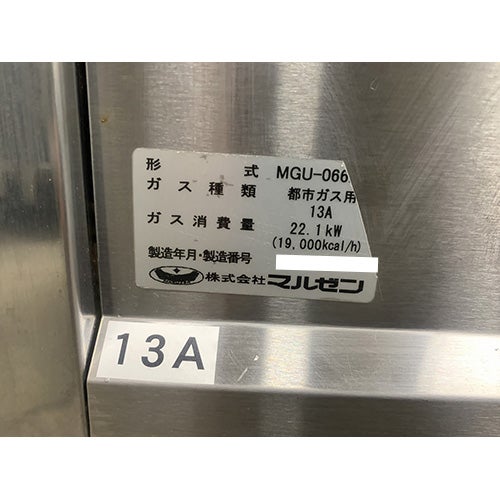 形式 MGU-066
ガス種類 都市ガス用
13A
ガス消費量 22.1kW
(19,000kcal/h)
製造年月・製造番号
株式会社マルゼン
13A